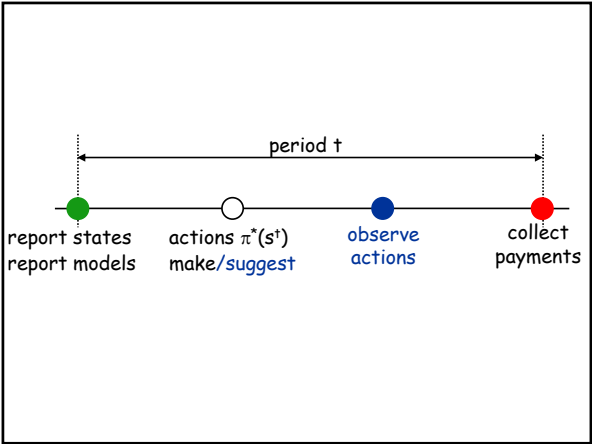 period t
report states
report models
actions π*(sᵗ)
make/suggest
observe
actions
collect
payments